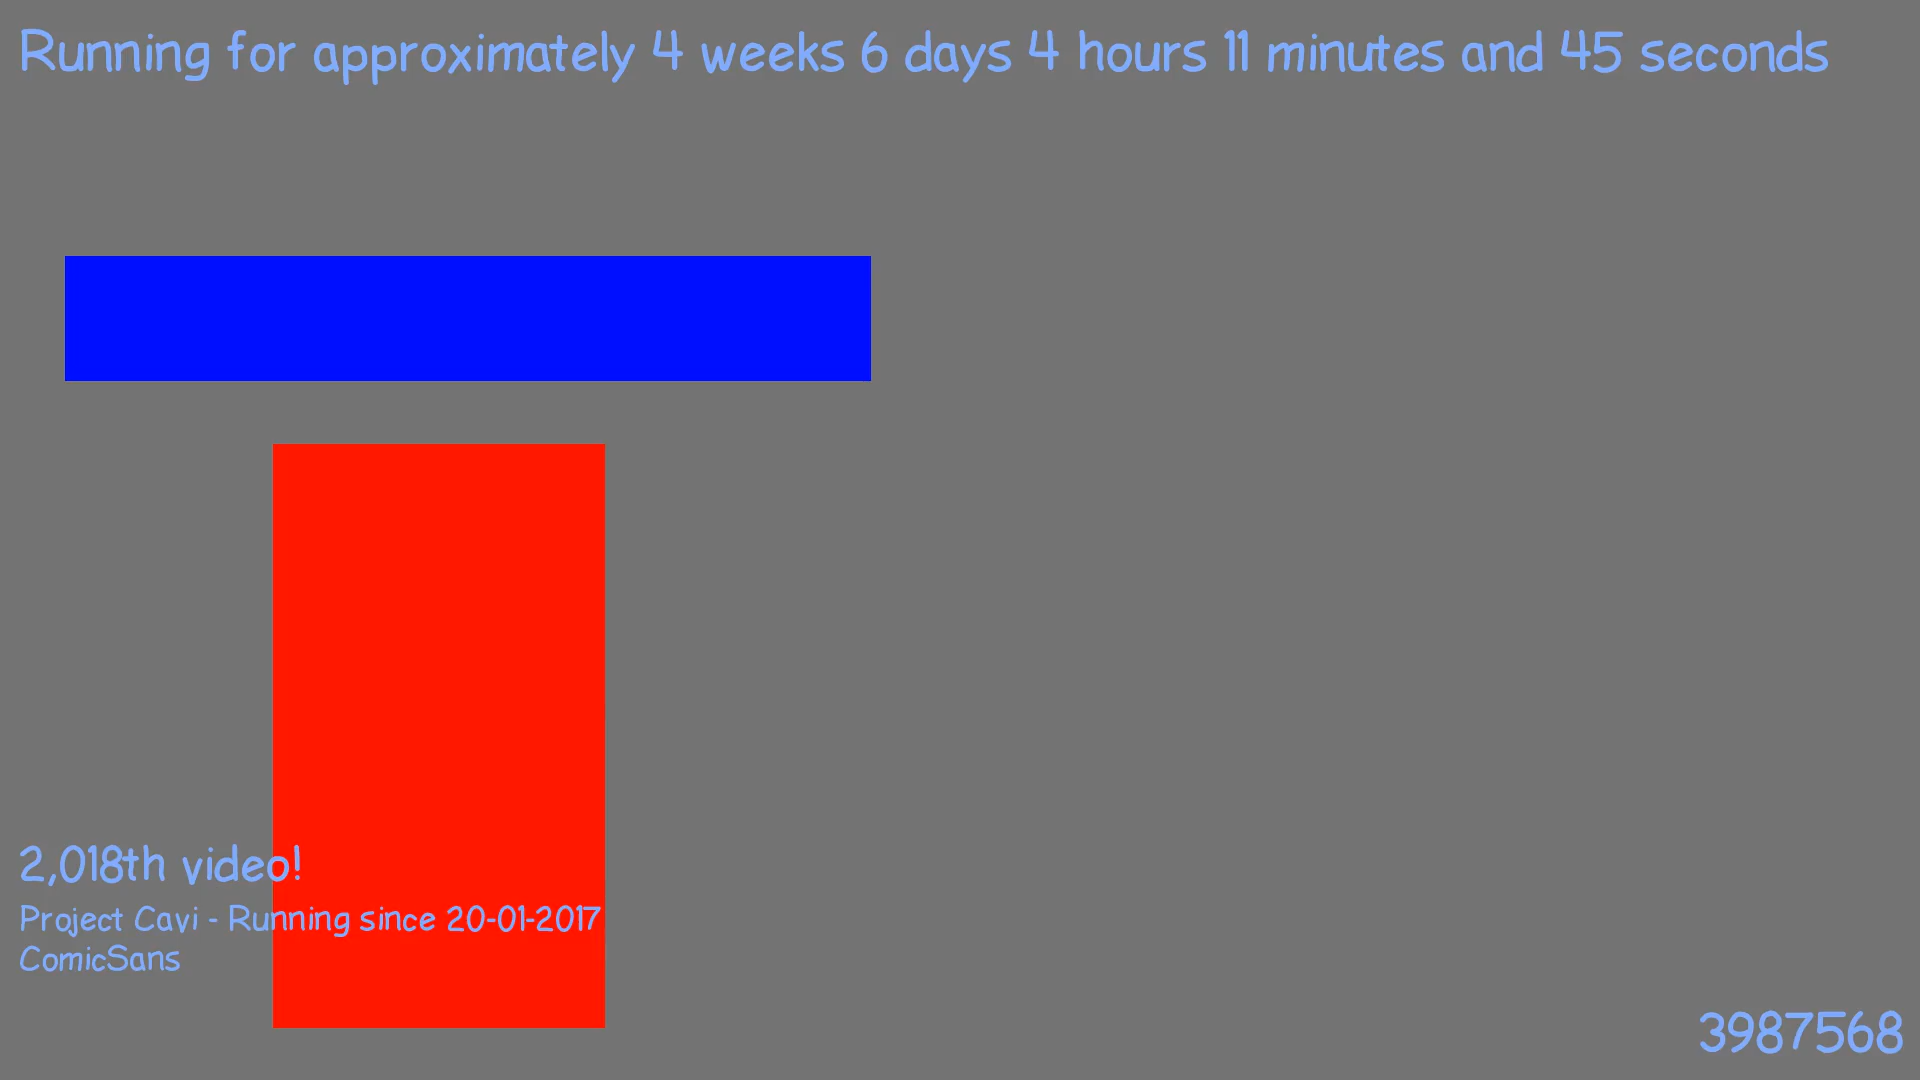 Running for approximately 4 weeks 6 days 4 hours 11 minutes and 45 seconds
2,018th video!
Project Cavi - Running since 20-01-2017
ComicSans
3987568